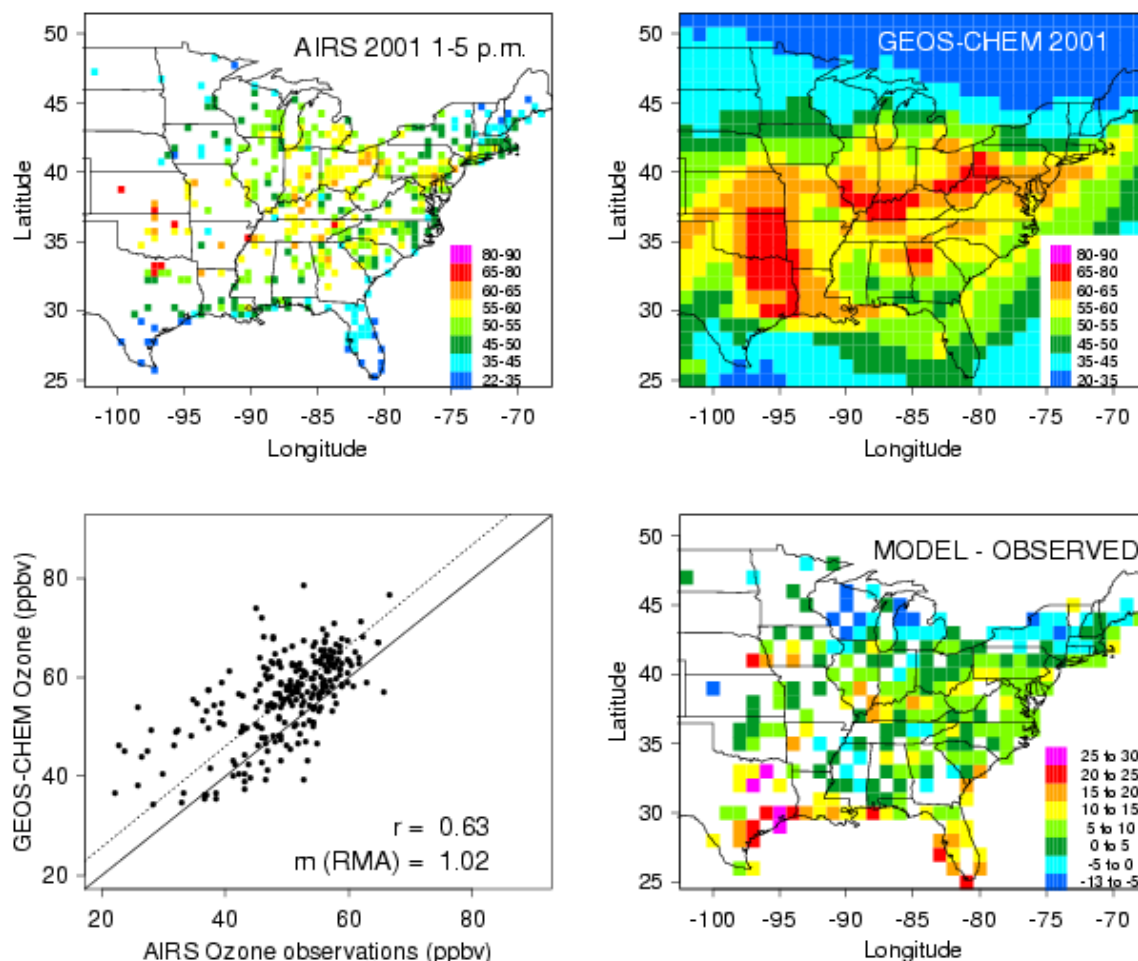 AIRS 2001 1-5 p.m.
50
45
40
35
30
25
Latitude
80-90
65-80
60-65
55-60
50-55
45-50
35-45
22-35
-100 -95 -90 -85 -80 -75 -70
Longitude
GEOS-CHEM 2001
50
45
40
35
30
25
Latitude
80-90
65-80
60-65
55-60
50-55
45-50
35-45
20-35
-100 -95 -90 -85 -80 -75 -70
Longitude
GEOS-CHEM Ozone (ppbv)
80
60
40
20
r = 0.63
m (RMA) = 1.02
20 40 60 80
AIRS Ozone observations (ppbv)
MODEL - OBSERVED
50
45
40
35
30
25
Latitude
25 to 30
20 to 25
15 to 20
10 to 15
5 to 10
0 to 5
-5 to 0
-13 to -5
-100 -95 -90 -85 -80 -75 -70
Longitude